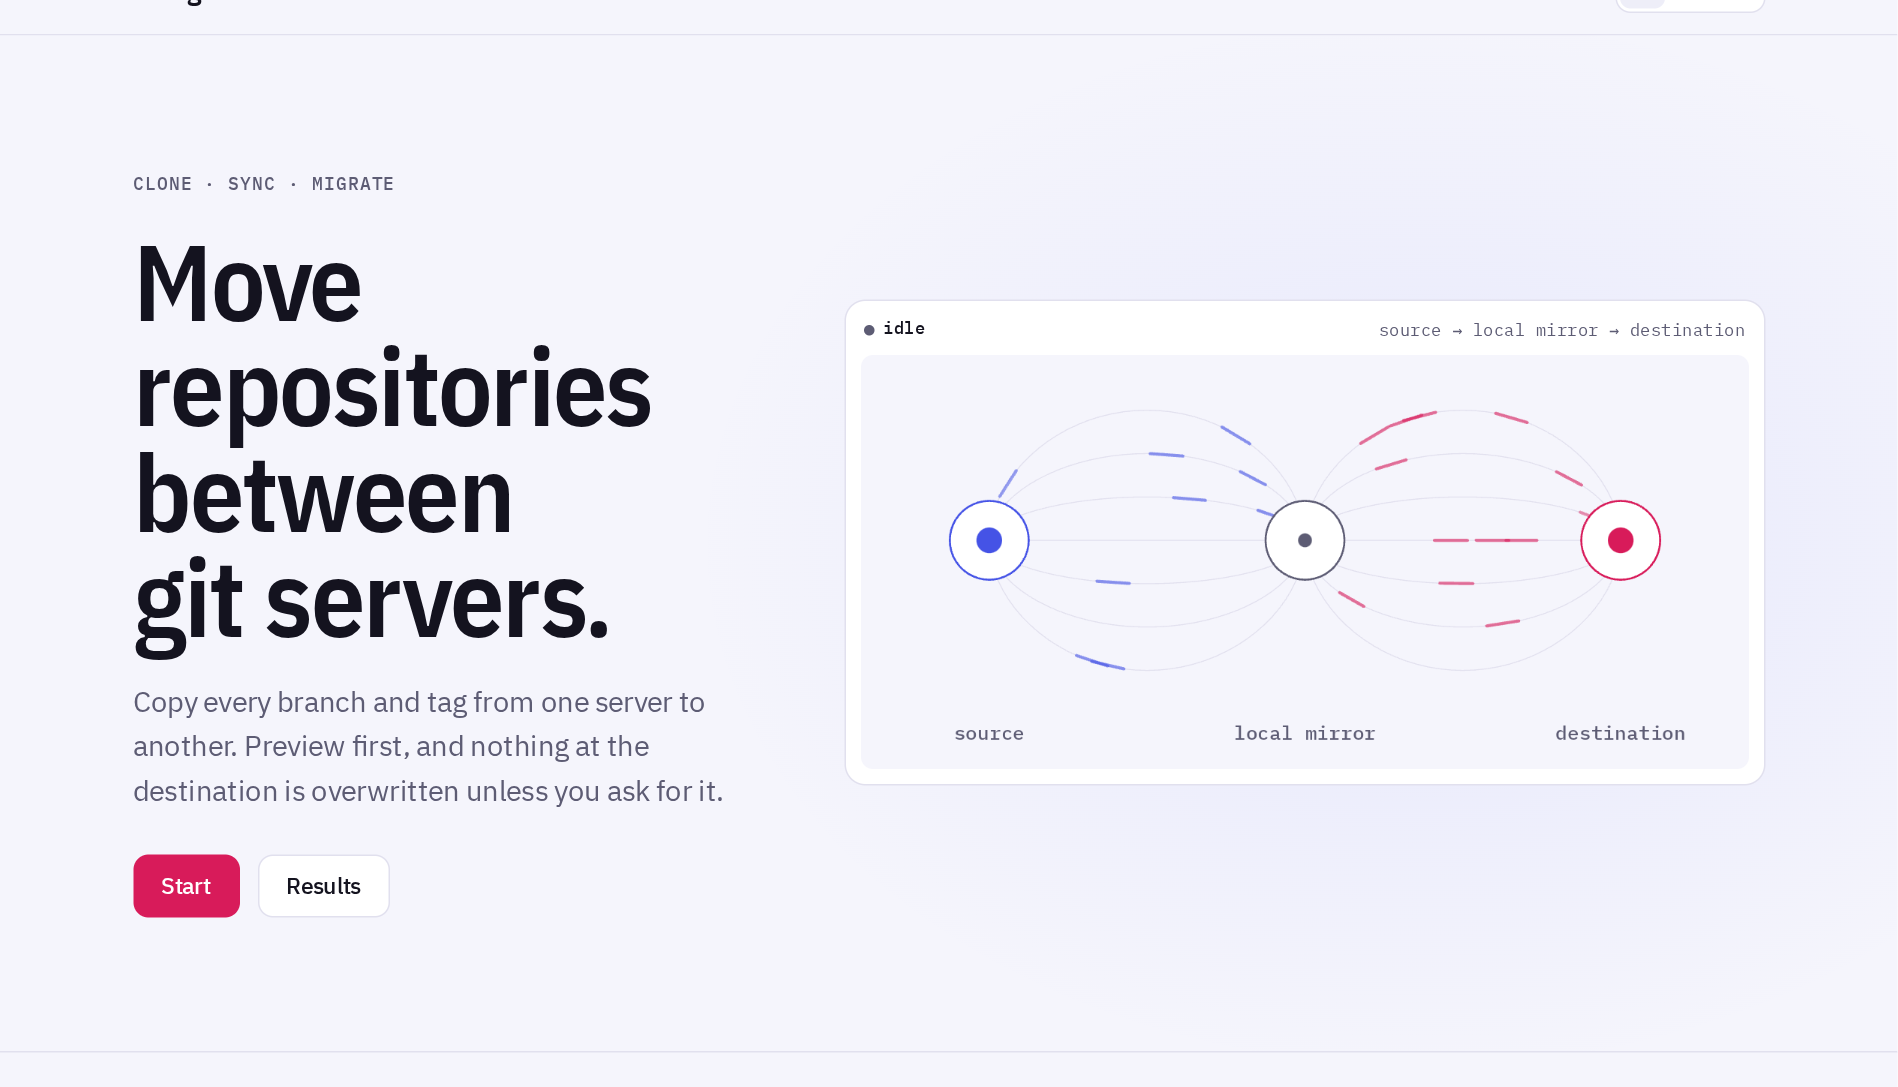 CLONE · SYNC · MIGRATE
Move
repositories
between
git servers.
Copy every branch and tag from one server to
another. Preview first, and nothing at the
destination is overwritten unless you ask for it.
Start
Results
idle
source → local mirror → destination
source
local mirror
destination